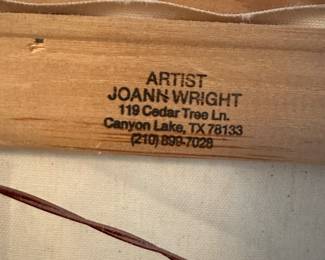 ARTIST
JOANN WRIGHT
119 Cedar Tree Ln.
Canyon Lake, TX 78133
(210) 899-7028